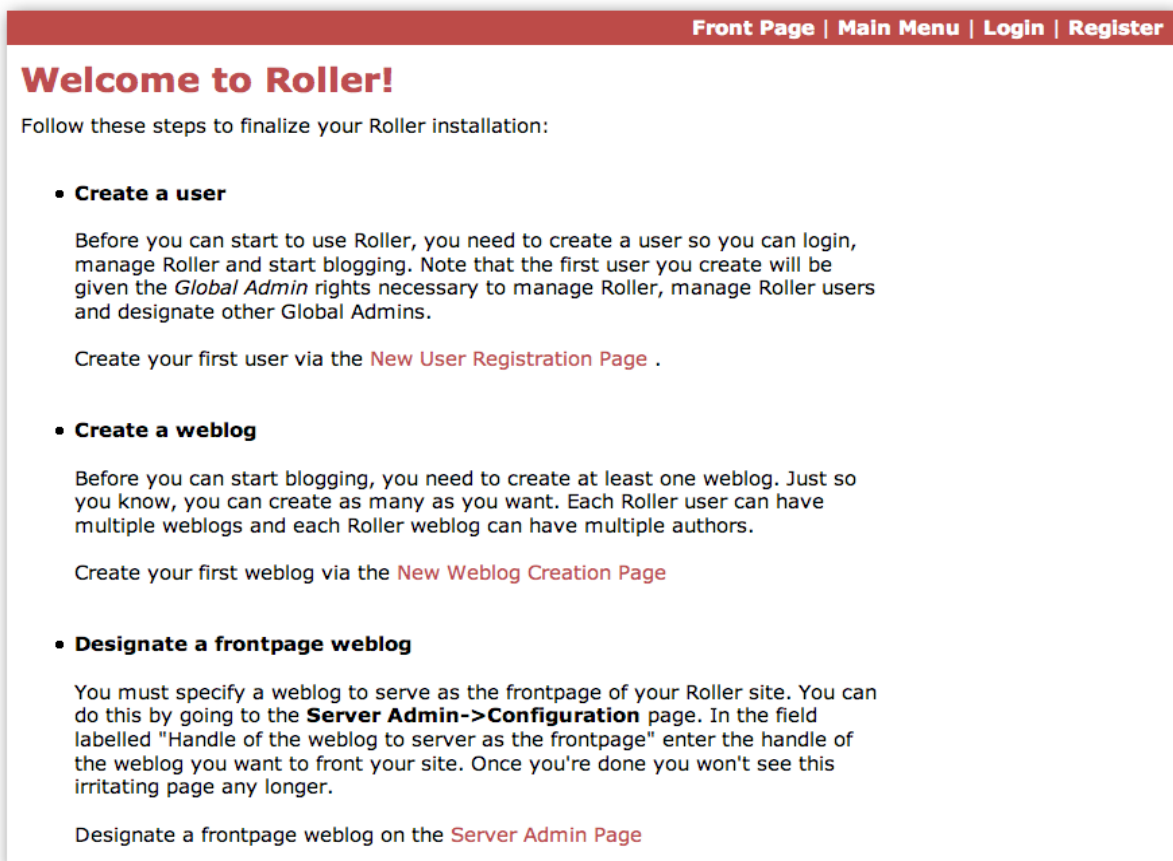 Front Page | Main Menu | Login | Register
Welcome to Roller!
Follow these steps to finalize your Roller installation:
• Create a user
Before you can start to use Roller, you need to create a user so you can login,
manage Roller and start blogging. Note that the first user you create will be
given the Global Admin rights necessary to manage Roller, manage Roller users
and designate other Global Admins.
Create your first user via the New User Registration Page .
• Create a weblog
Before you can start blogging, you need to create at least one weblog. Just so
you know, you can create as many as you want. Each Roller user can have
multiple weblogs and each Roller weblog can have multiple authors.
Create your first weblog via the New Weblog Creation Page
• Designate a frontpage weblog
You must specify a weblog to serve as the frontpage of your Roller site. You can
do this by going to the Server Admin->Configuration page. In the field
labelled "Handle of the weblog to server as the frontpage" enter the handle of
the weblog you want to front your site. Once you're done you won't see this
irritating page any longer.
Designate a frontpage weblog on the Server Admin Page